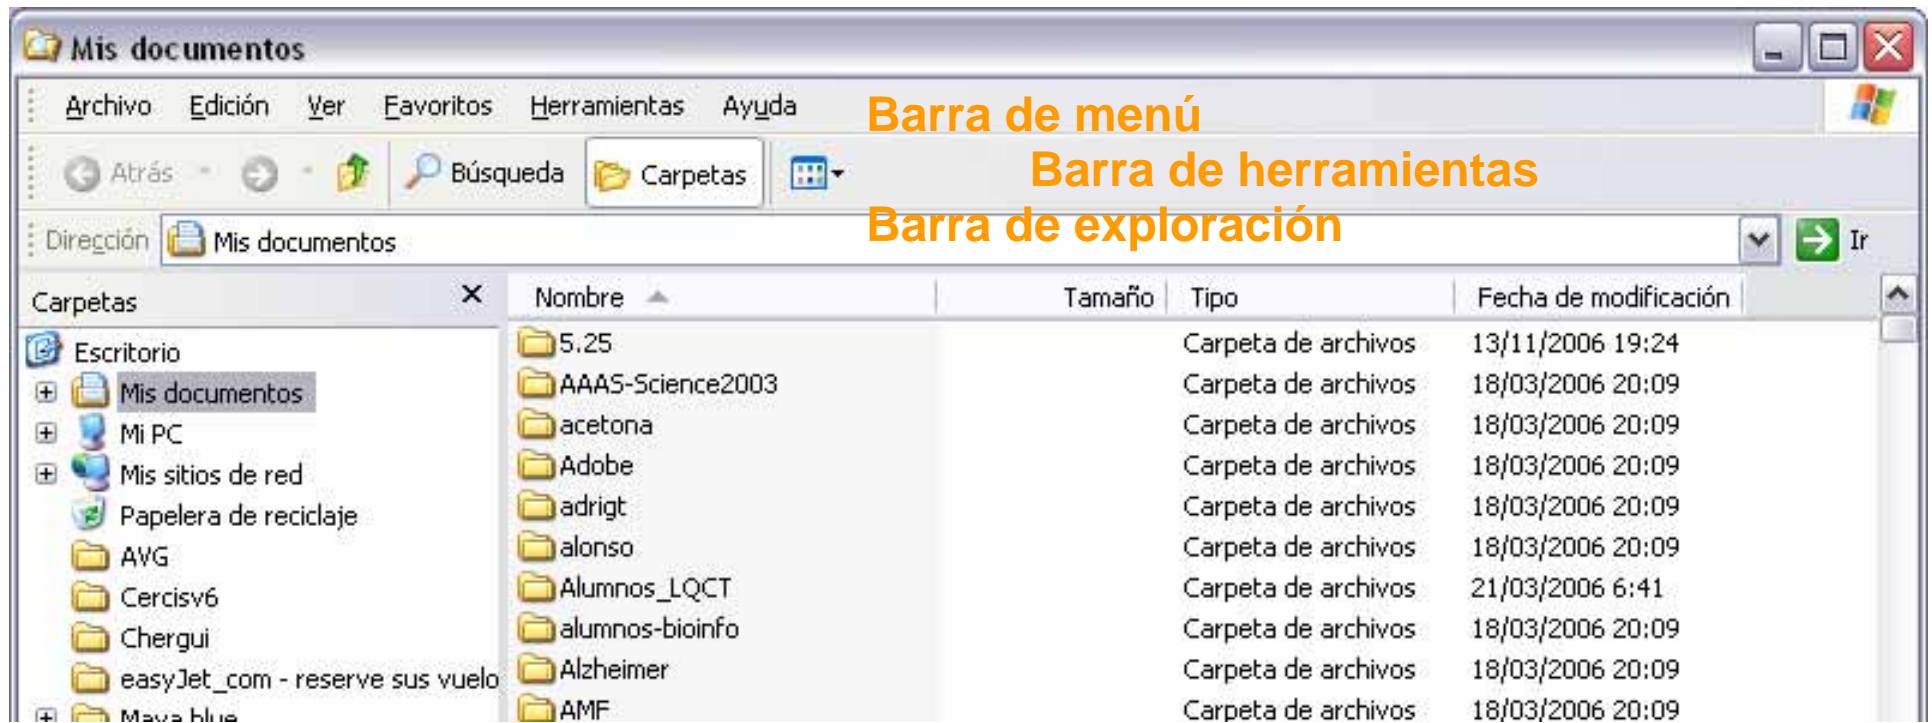 Mis documentos
Archivo Edición Ver Favoritos Herramientas Ayuda Barra de menú
Atrás Búsqueda Carpetas Barra de herramientas
Dirección Mis documentos Barra de exploración Ir
Carpetas Nombre Tamaño Tipo Fecha de modificación
Escritorio 5.25 Carpeta de archivos 13/11/2006 19:24
Mis documentos AAAS-Science2003 Carpeta de archivos 18/03/2006 20:09
Mi PC acetona Carpeta de archivos 18/03/2006 20:09
Mis sitios de red Adobe Carpeta de archivos 18/03/2006 20:09
Papelera de reciclaje adrigt Carpeta de archivos 18/03/2006 20:09
AVG alonso Carpeta de archivos 18/03/2006 20:09
Cercisv6 Alumnos_LQCT Carpeta de archivos 21/03/2006 6:41
Chergui alumnos-bioinfo Carpeta de archivos 18/03/2006 20:09
easyJet_com - reserve sus vuelo Alzheimer Carpeta de archivos 18/03/2006 20:09
Maya blue AMF Carpeta de archivos 18/03/2006 20:09